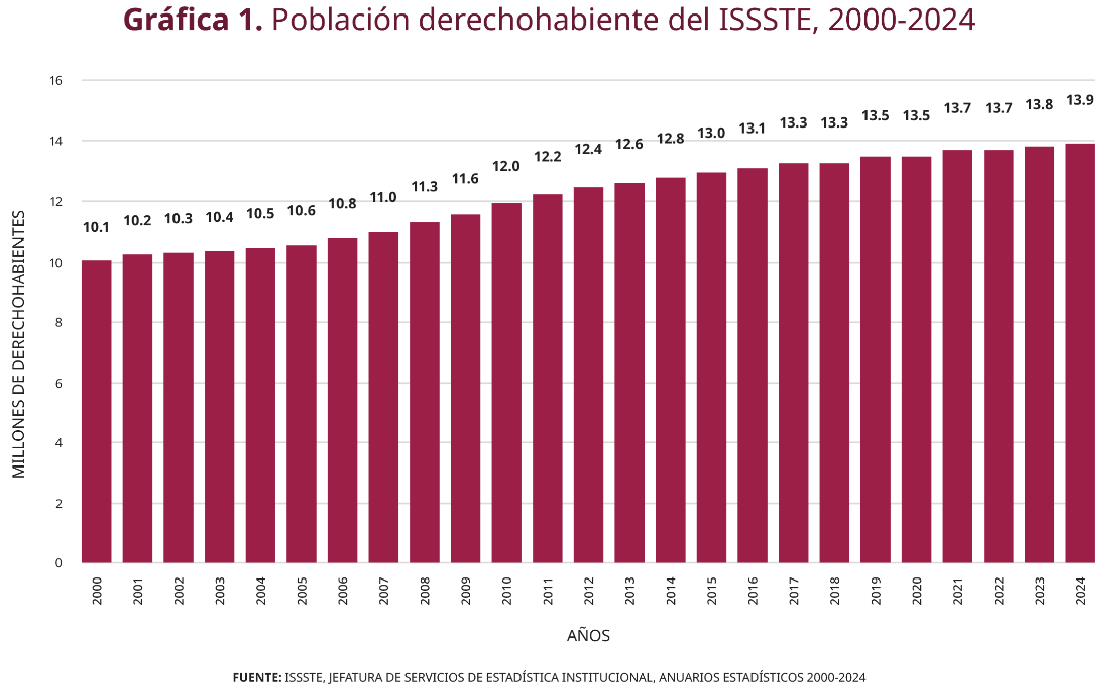 Gráfica 1. Población derechohabiente del ISSSTE, 2000-2024
MILLONES DE DERECHOHABIENTES
16
14
12
10
8
6
4
2
0
10.1 10.2 10.3 10.4 10.5 10.6 10.8 11.0 11.3 11.6 12.0 12.2 12.4 12.6 12.8 13.0 13.1 13.3 13.3 13.5 13.5 13.7 13.7 13.8 13.9
2000 2001 2002 2003 2004 2005 2006 2007 2008 2009 2010 2011 2012 2013 2014 2015 2016 2017 2018 2019 2020 2021 2022 2023 2024
AÑOS
FUENTE: ISSSTE, JEFATURA DE SERVICIOS DE ESTADÍSTICA INSTITUCIONAL, ANUARIOS ESTADÍSTICOS 2000-2024